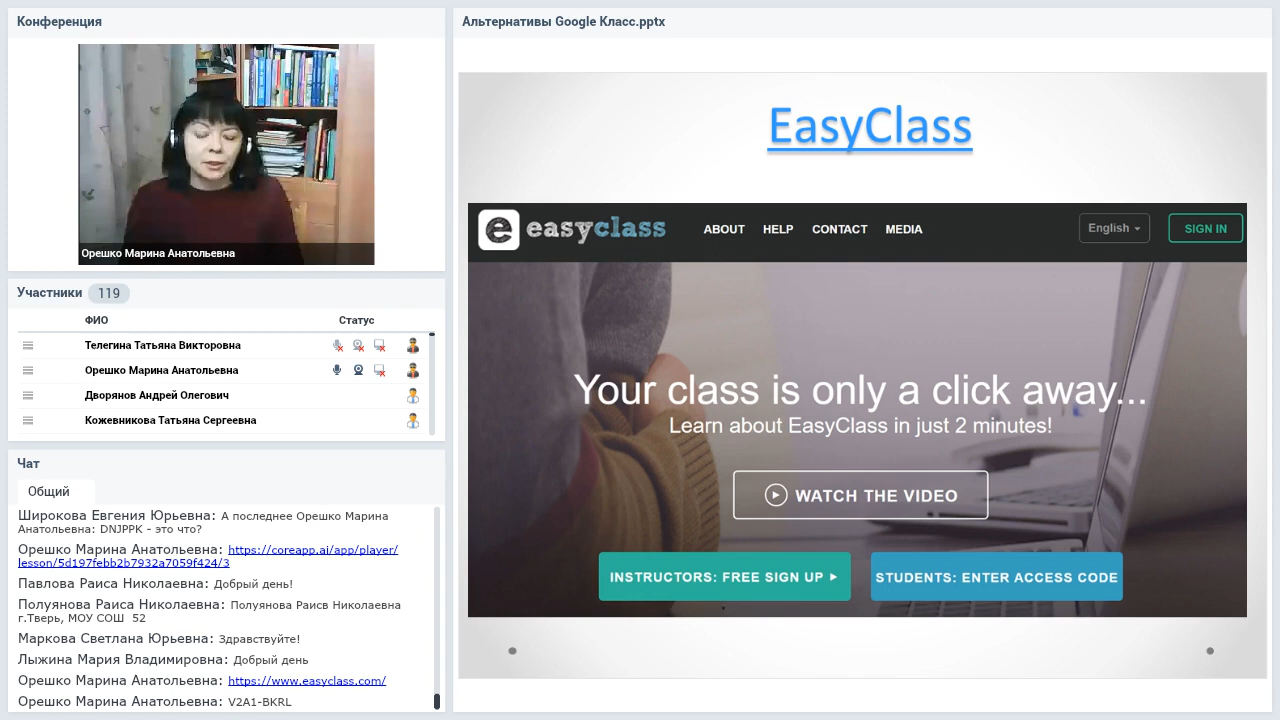 Конференция
Орешко Марина Анатольевна
Участники 119
ФИО Статус
Телегина Татьяна Викторовна
Орешко Марина Анатольевна
Дворянов Андрей Олегович
Кожевникова Татьяна Сергеевна
Чат
Общий
Широкова Евгения Юрьевна: А последнее Орешко Марина
Анатольевна: DNJPPK - это что?
Орешко Марина Анатольевна: https://coreapp.ai/app/player/
lesson/5d197febb2b7932a7059f424/3
Павлова Раиса Николаевна: Добрый день!
Полуянова Раиса Николаевна: Полуянова Раисв Николаевна
г.Тверь, МОУ СОШ 52
Маркова Светлана Юрьевна: Здравствуйте!
Лыжина Мария Владимировна: Добрый день
Орешко Марина Анатольевна: https://www.easyclass.com/
Орешко Марина Анатольевна: V2A1-BKRL
Альтернативы Google Класс.pptx
EasyClass
e easyclass ABOUT HELP CONTACT MEDIA English SIGN IN
Your class is only a click away...
Learn about EasyClass in just 2 minutes!
WATCH THE VIDEO
INSTRUCTORS: FREE SIGN UP
STUDENTS: ENTER ACCESS CODE